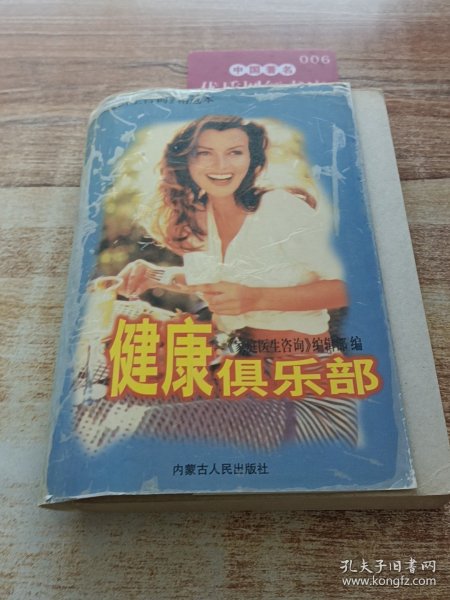 006
中国著名
《家庭医生咨询》编辑部 编
健康俱乐部
内蒙古人民出版社
孔夫子旧书网
www.kongfz.com